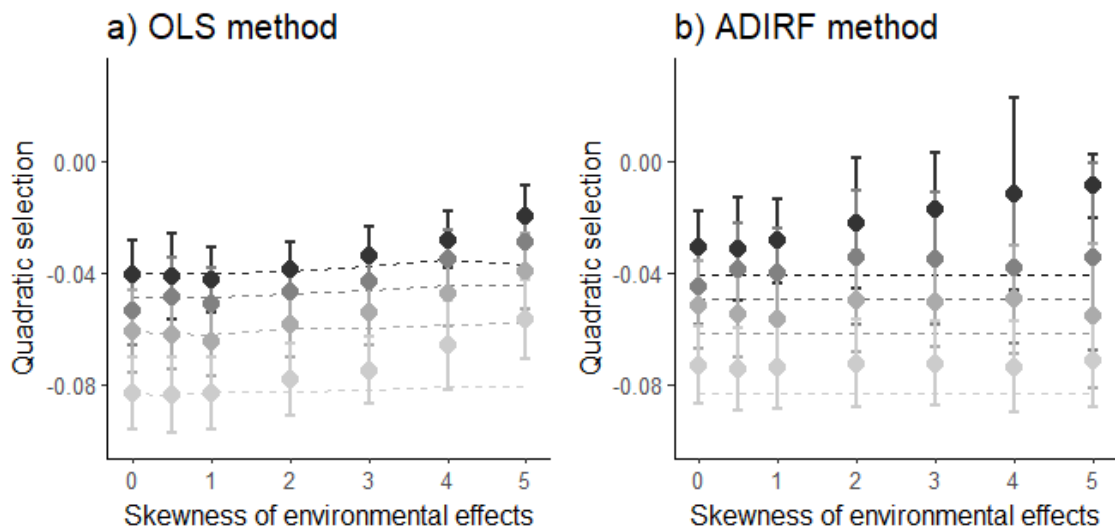 a) OLS method
Quadratic selection
0.00
-0.04
-0.08
0 1 2 3 4 5
Skewness of environmental effects
b) ADIRF method
Quadratic selection
0.00
-0.04
-0.08
0 1 2 3 4 5
Skewness of environmental effects